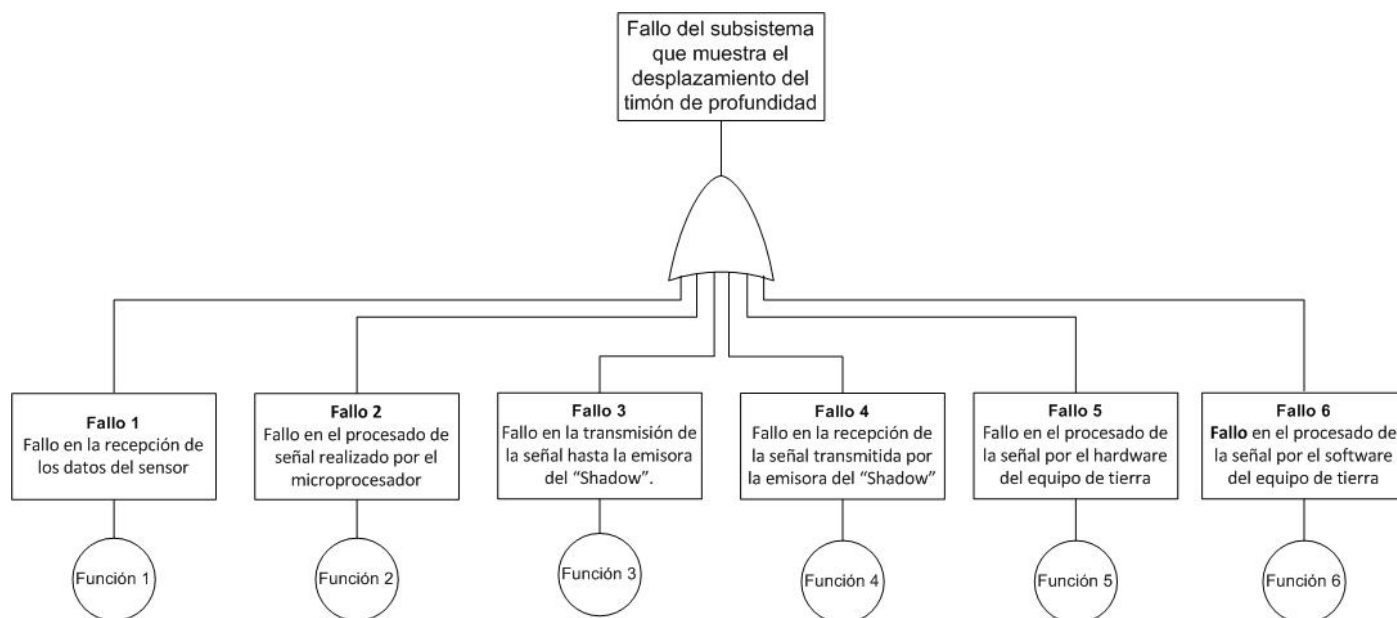 Fallo del subsistema
que muestra el
desplazamiento del
timón de profundidad
Fallo 1
Fallo en la recepción de
los datos del sensor
Fallo 2
Fallo en el procesado de
señal realizado por el
microprocesador
Fallo 3
Fallo en la transmisión de
la señal hasta la emisora
del “Shadow”.
Fallo 4
Fallo en la recepción de
la señal transmitida por
la emisora del “Shadow”
Fallo 5
Fallo en el procesado de
la señal por el hardware
del equipo de tierra
Fallo 6
Fallo en el procesado de
la señal por el software
del equipo de tierra
Función 1
Función 2
Función 3
Función 4
Función 5
Función 6